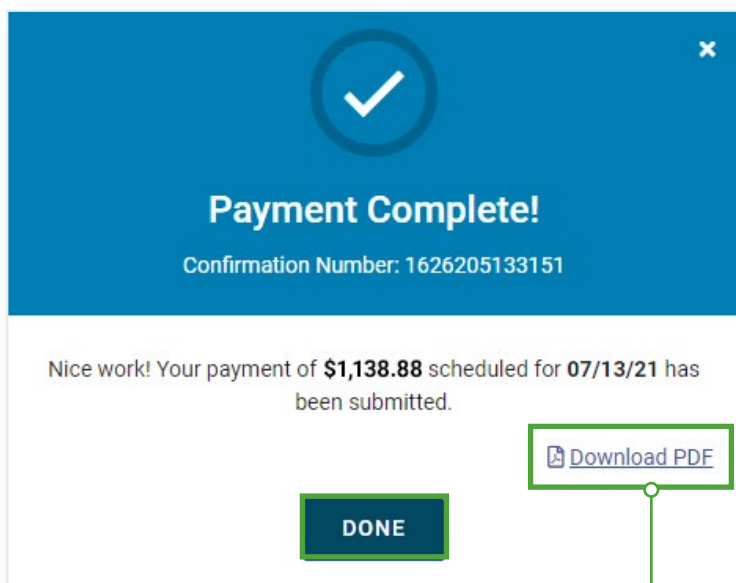 Payment Complete!
Confirmation Number: 1626205133151
Nice work! Your payment of $1,138.88 scheduled for 07/13/21 has
been submitted.
Download PDF
DONE